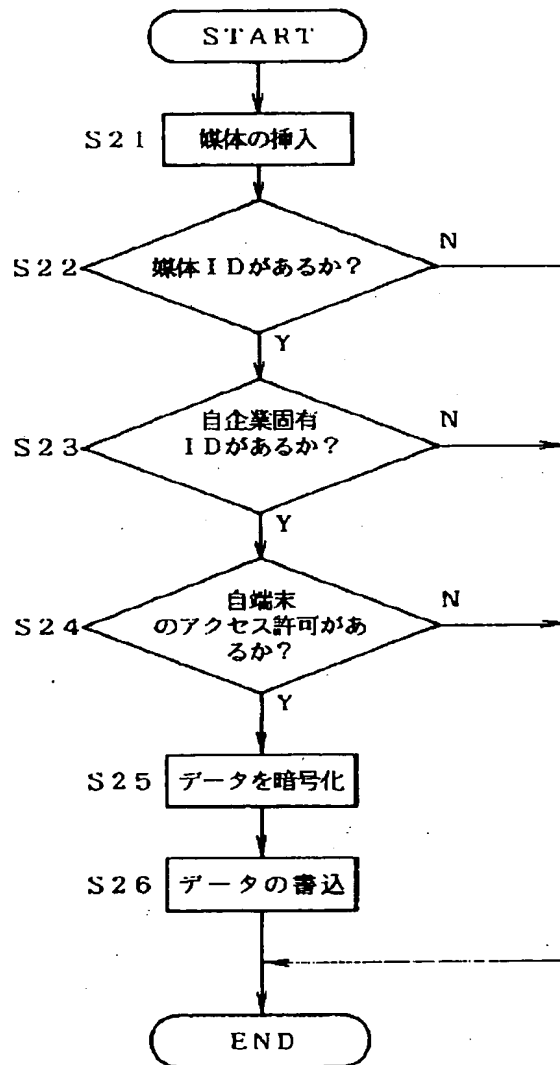 START
S21 媒体の挿入
S22 媒体IDがあるか？ N
Y
自企業固有 N
S23 IDがあるか？
Y
自端末 N
S24 のアクセス許可があ
るか？
Y
S25 データを暗号化
S26 データの書込
END